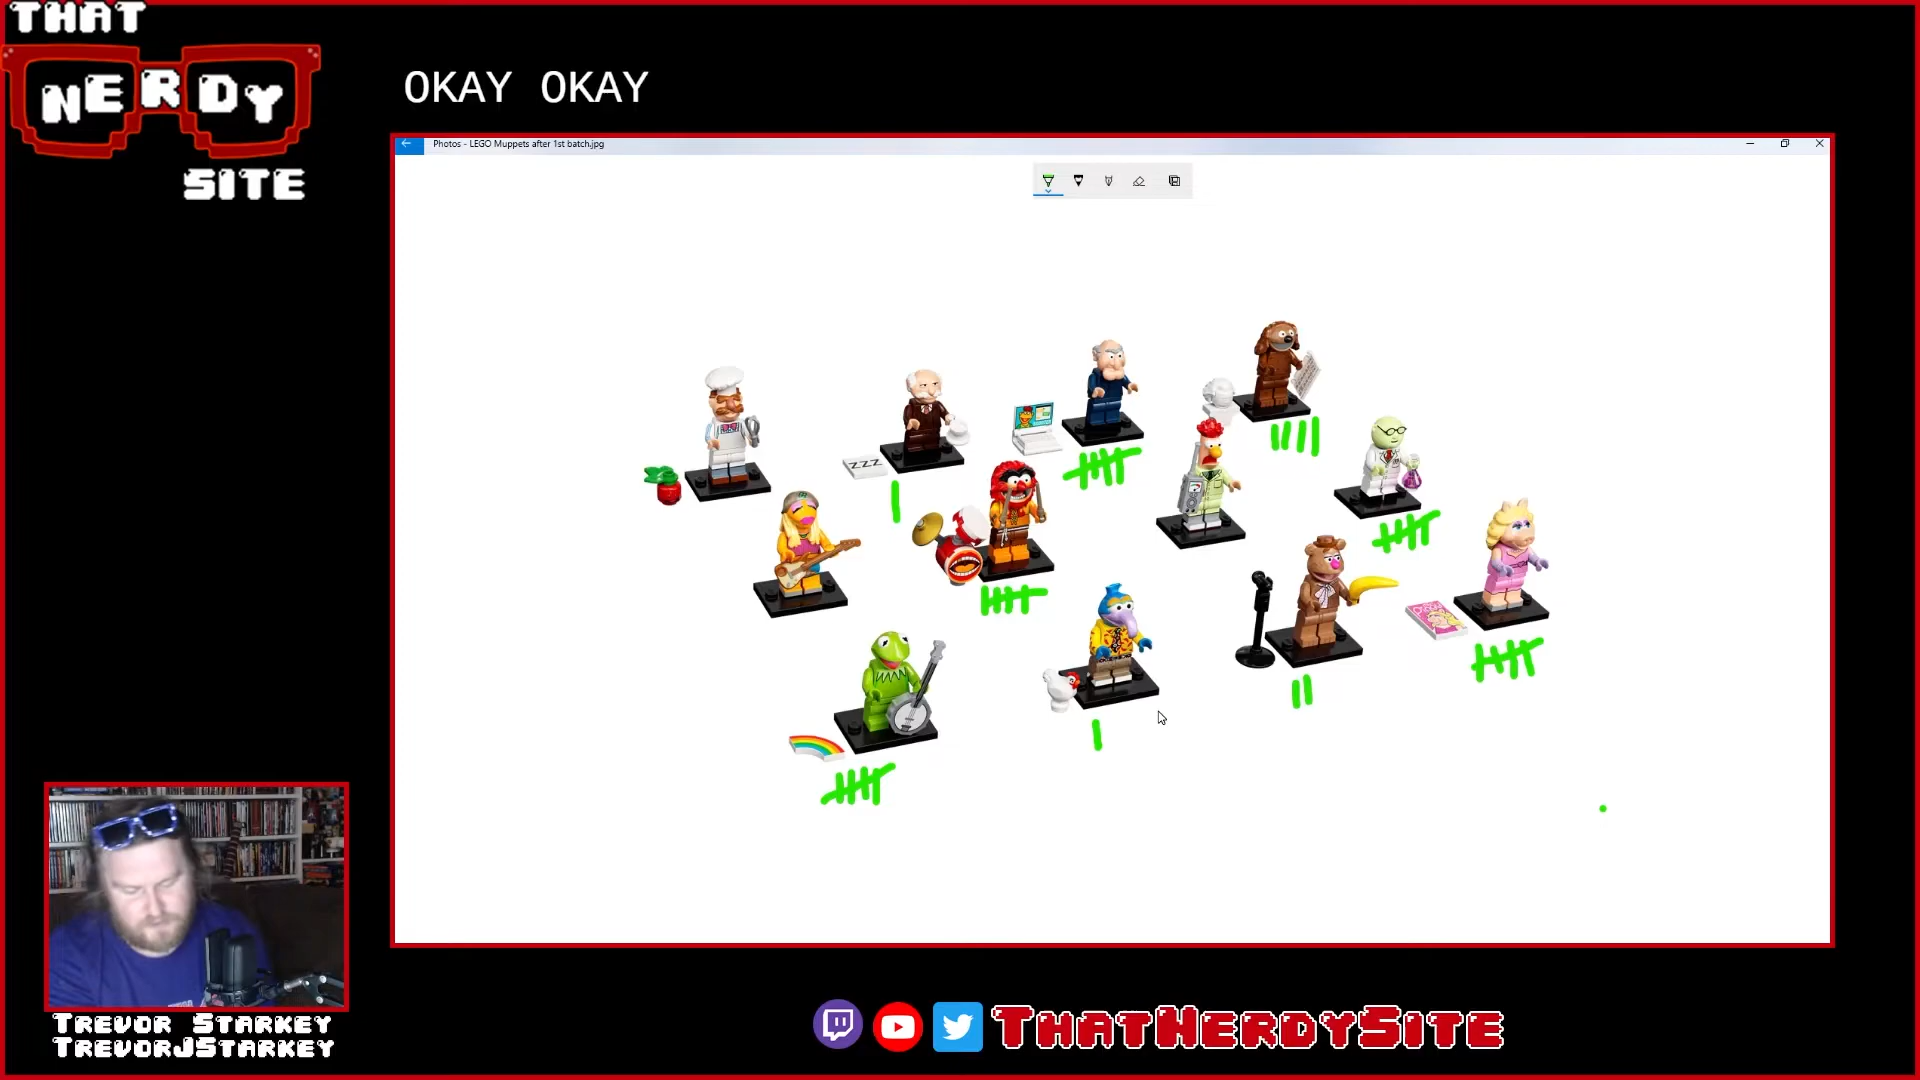 THAT
NERDY
SITE
OKAY OKAY
Photos - LEGO Muppets after 1st batch.jpg
ZZZ
TREVOR STARKEY
TREVORJSTARKEY
THATNERDYSITE